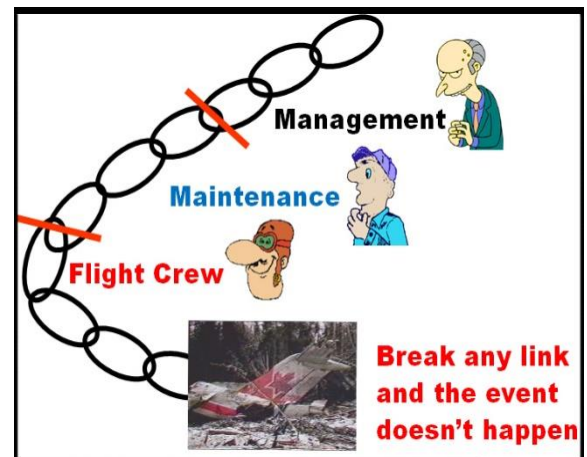 Management
Maintenance
Flight Crew
Break any link
and the event
doesn't happen